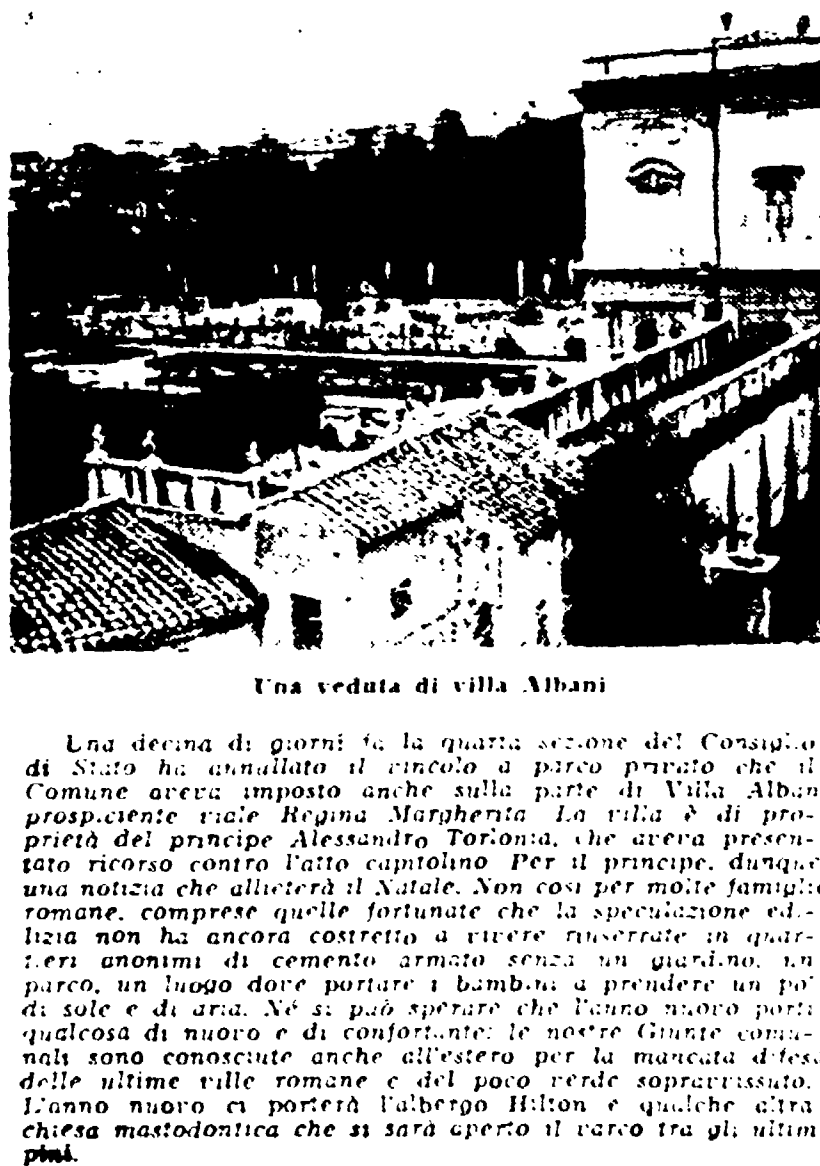 Una veduta di villa Albani
Una decina di giorni fa la quarta sezione del Consiglio
di Stato ha annullato il vincolo a parco privato che il
Comune aveva imposto anche sulla parte di Villa Alban
prospiciente viale Regina Margherita La villa è di pro-
prietà del principe Alessandro Torlonia, che aveva presen-
tato ricorso contro l'atto capitolino Per il principe, dunque
una notizia che allieterà il Natale. Non così per molte famiglie
romane, comprese quelle fortunate che la speculazione edi-
lizia non ha ancora costretto a vivere rinserrate in quar-
tieri anonimi di cemento armato senza un giardino, un
parco, un luogo dove portare i bambini a prendere un po'
di sole e di aria. Né si può sperare che l'anno nuovo porti
qualcosa di nuovo e di confortante: le nostre Giunte comu-
nali sono conosciute anche all'estero per la mancata difesa
delle ultime ville romane e del poco verde sopravvissuto.
L'anno nuovo ci porterà l'albergo Hilton e qualche altra
chiesa mastodontica che si sarà aperto il varco tra gli ultimi
pini.